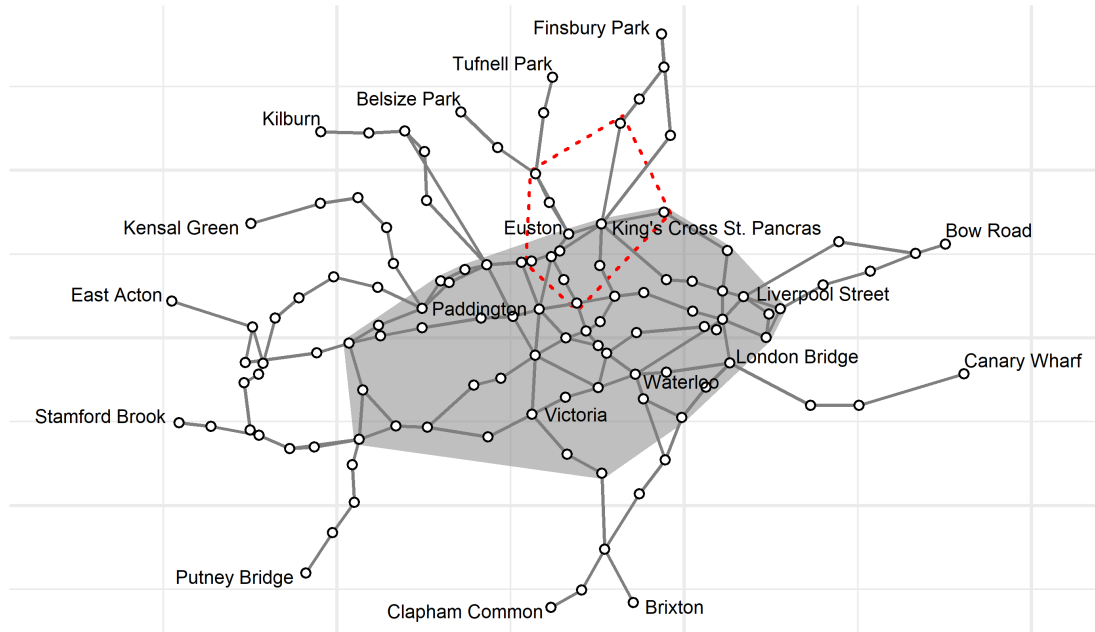 Finsbury Park
Tufnell Park
Belsize Park
Kilburn
Kensal Green
Euston
King's Cross St. Pancras
Bow Road
East Acton
Paddington
Liverpool Street
London Bridge
Canary Wharf
Waterloo
Stamford Brook
Victoria
Putney Bridge
Clapham Common
Brixton